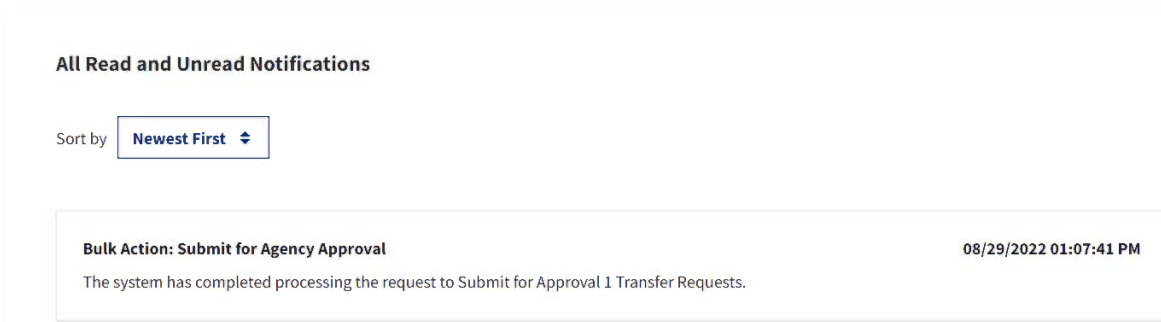 All Read and Unread Notifications
Sort by Newest First
Bulk Action: Submit for Agency Approval 08/29/2022 01:07:41 PM
The system has completed processing the request to Submit for Approval 1 Transfer Requests.